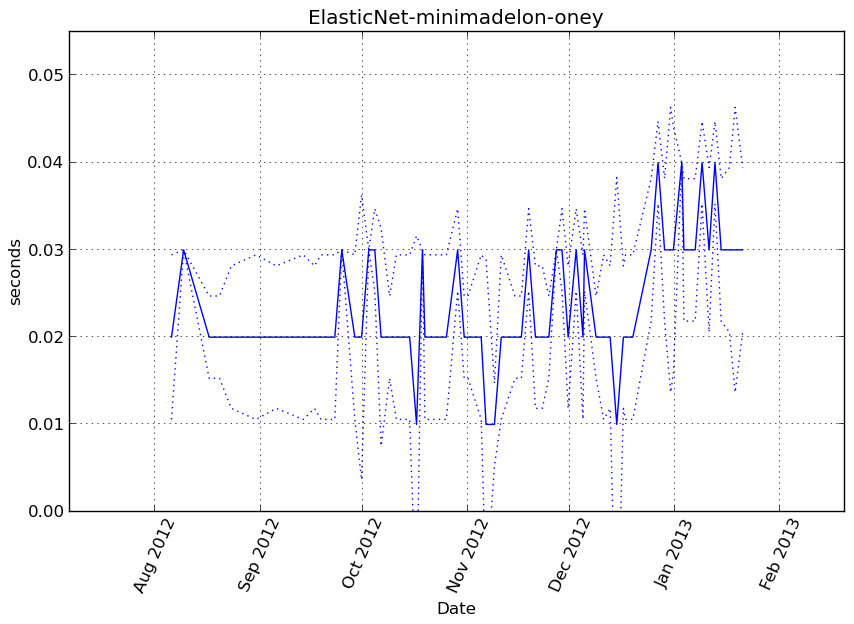 ElasticNet-minimadelon-oney
0.05
0.04
0.03
0.02
0.01
0.00
seconds
Aug 2012
Sep 2012
Oct 2012
Nov 2012
Dec 2012
Jan 2013
Feb 2013
Date